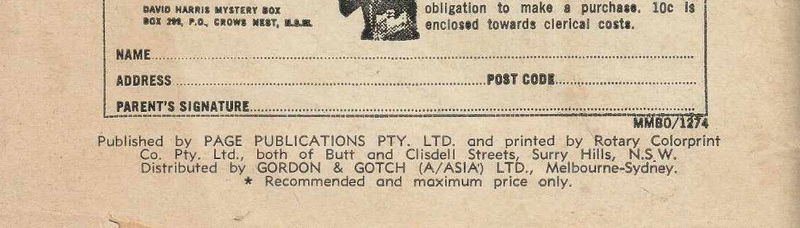 DAVID HARRIS MYSTERY BOX
BOX 299, P.O., CROWS NEST, N.S.W.
obligation to make a purchase. 10c is
enclosed towards clerical costs.
NAME
ADDRESS POST CODE
PARENT'S SIGNATURE
MMBO/1274
Published by PAGE PUBLICATIONS PTY. LTD. and printed by Rotary Colorprint
Co. Pty. Ltd., both of Butt and Clisdell Streets, Surry Hills, N.S.W.
Distributed by GORDON & GOTCH (A/ASIA) LTD., Melbourne-Sydney.
* Recommended and maximum price only.